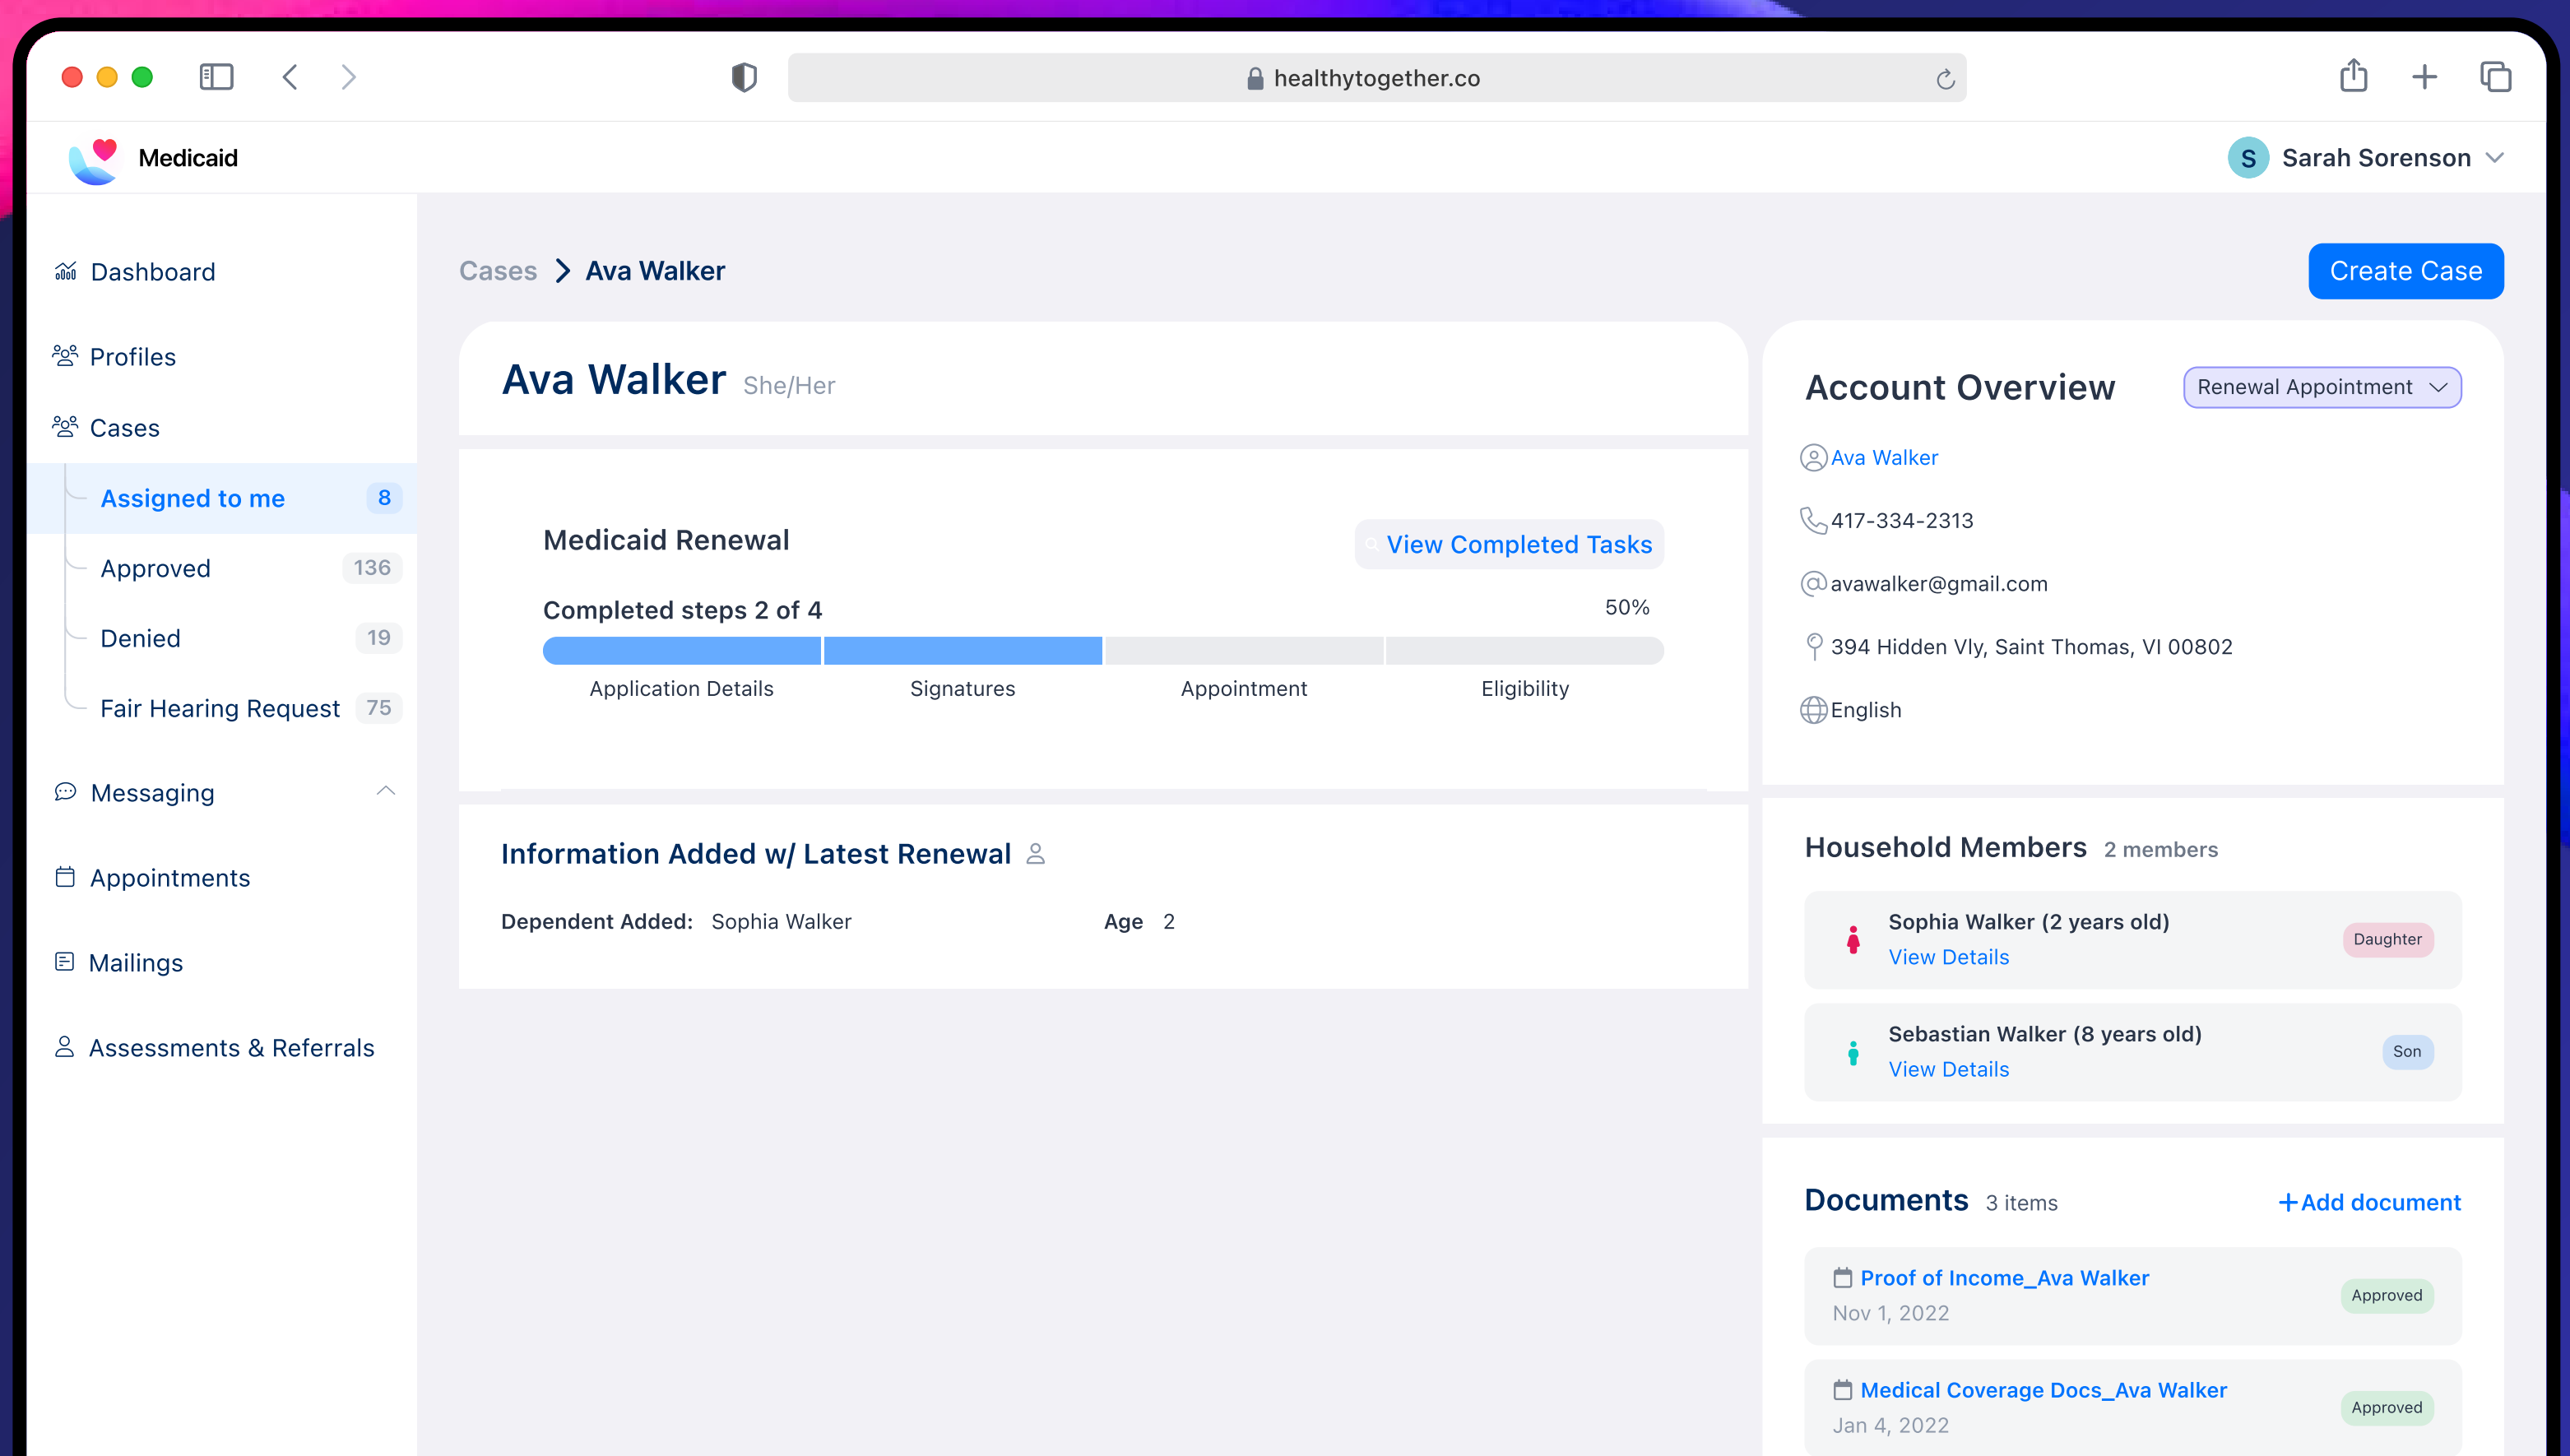 healthytogether.co
Medicaid
S Sarah Sorenson
Dashboard
Profiles
Cases
Assigned to me 8
Approved 136
Denied 19
Fair Hearing Request 75
Messaging
Appointments
Mailings
Assessments & Referrals
Cases Ava Walker
Create Case
Ava Walker She/Her
Medicaid Renewal
View Completed Tasks
Completed steps 2 of 4
50%
Application Details Signatures Appointment Eligibility
Information Added w/ Latest Renewal
Dependent Added: Sophia Walker Age 2
Account Overview
Renewal Appointment
Ava Walker
417-334-2313
avawalker@gmail.com
394 Hidden Vly, Saint Thomas, VI 00802
English
Household Members 2 members
Sophia Walker (2 years old)
View Details
Daughter
Sebastian Walker (8 years old)
View Details
Son
Documents 3 items
+Add document
Proof of Income_Ava Walker
Nov 1, 2022
Approved
Medical Coverage Docs_Ava Walker
Jan 4, 2022
Approved